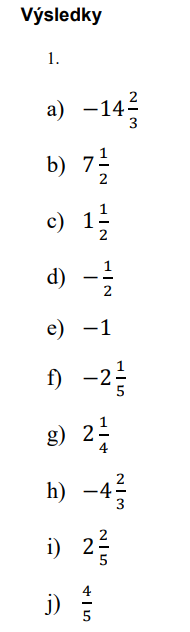 Výsledky
1.
a) −14 2/3
b) 7 1/2
c) 1 1/2
d) − 1/2
e) −1
f) −2 1/5
g) 2 1/4
h) −4 2/3
i) 2 2/5
j) 4/5